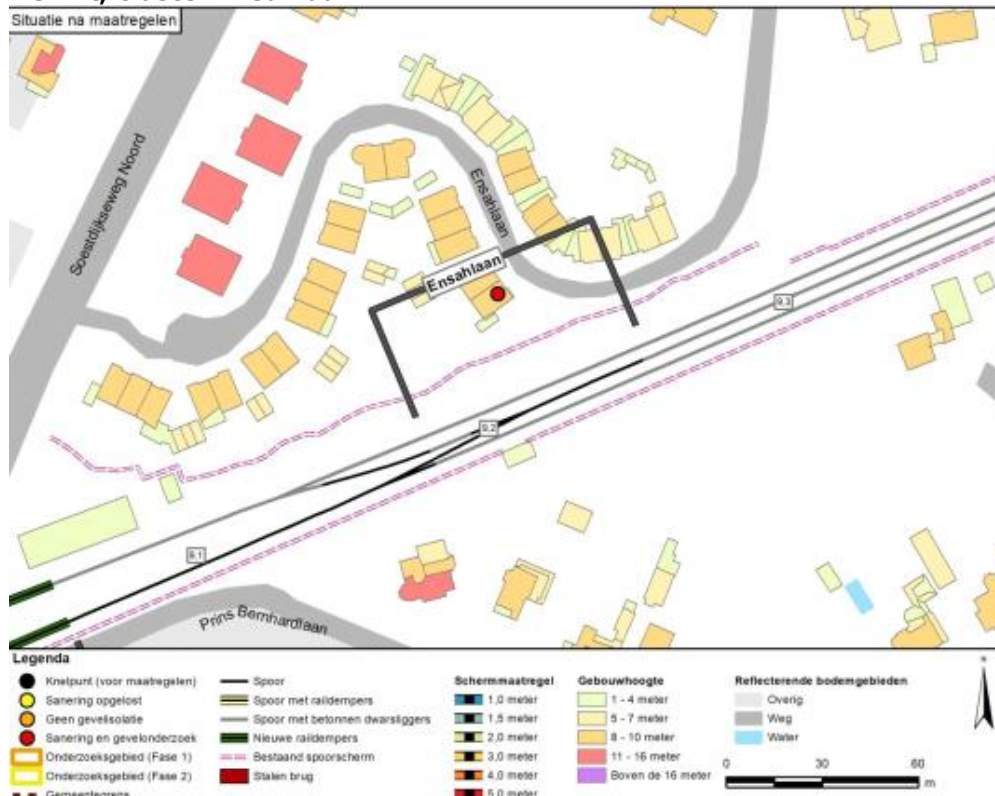 Situatie na maatregelen
Soestdijkseweg Noord
Ensahlaan
Ensahlaan
9.3
9.2
9.1
Prins Bernhardlaan
Legenda
Knelpunt (voor maatregelen)
Sanering opgelost
Geen gevelisolatie
Sanering en gevelonderzoek
Onderzoeksgebied (Fase 1)
Onderzoeksgebied (Fase 2)
Gemeentegrens
Spoor
Spoor met raildempers
Spoor met betonnen dwarsliggers
Nieuwe raildempers
Bestaand spoorscherm
Stalen brug
Schermmaatregel
1,0 meter
1,5 meter
2,0 meter
3,0 meter
4,0 meter
5,0 meter
Gebouwhoogte
1 - 4 meter
5 - 7 meter
8 - 10 meter
11 - 16 meter
Boven de 16 meter
Reflecterende bodemgebieden
Overig
Weg
Water
0 30 60
m